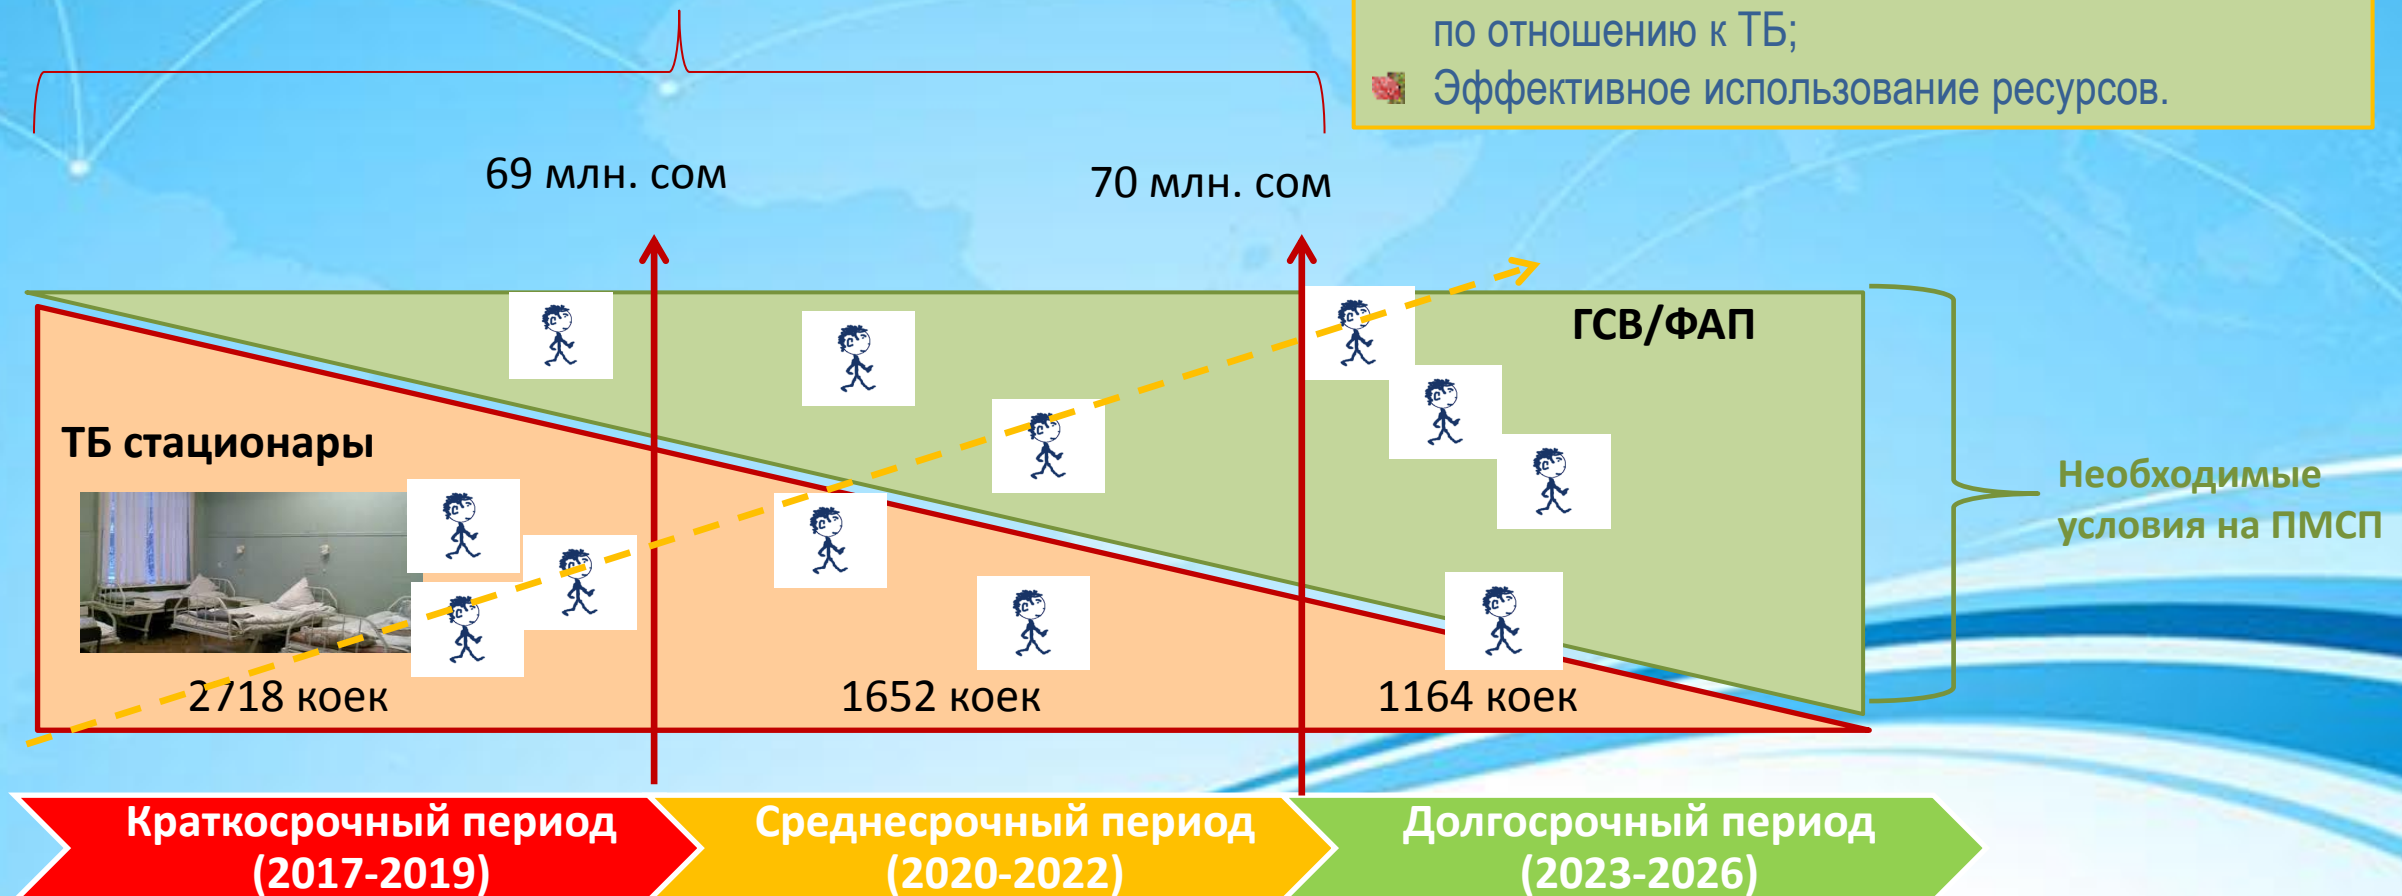 по отношению к ТБ;
Эффективное использование ресурсов.
69 млн. сом
70 млн. сом
ГСВ/ФАП
ТБ стационары
Необходимые
условия на ПМСП
2718 коек
1652 коек
1164 коек
Краткосрочный период
(2017-2019)
Среднесрочный период
(2020-2022)
Долгосрочный период
(2023-2026)